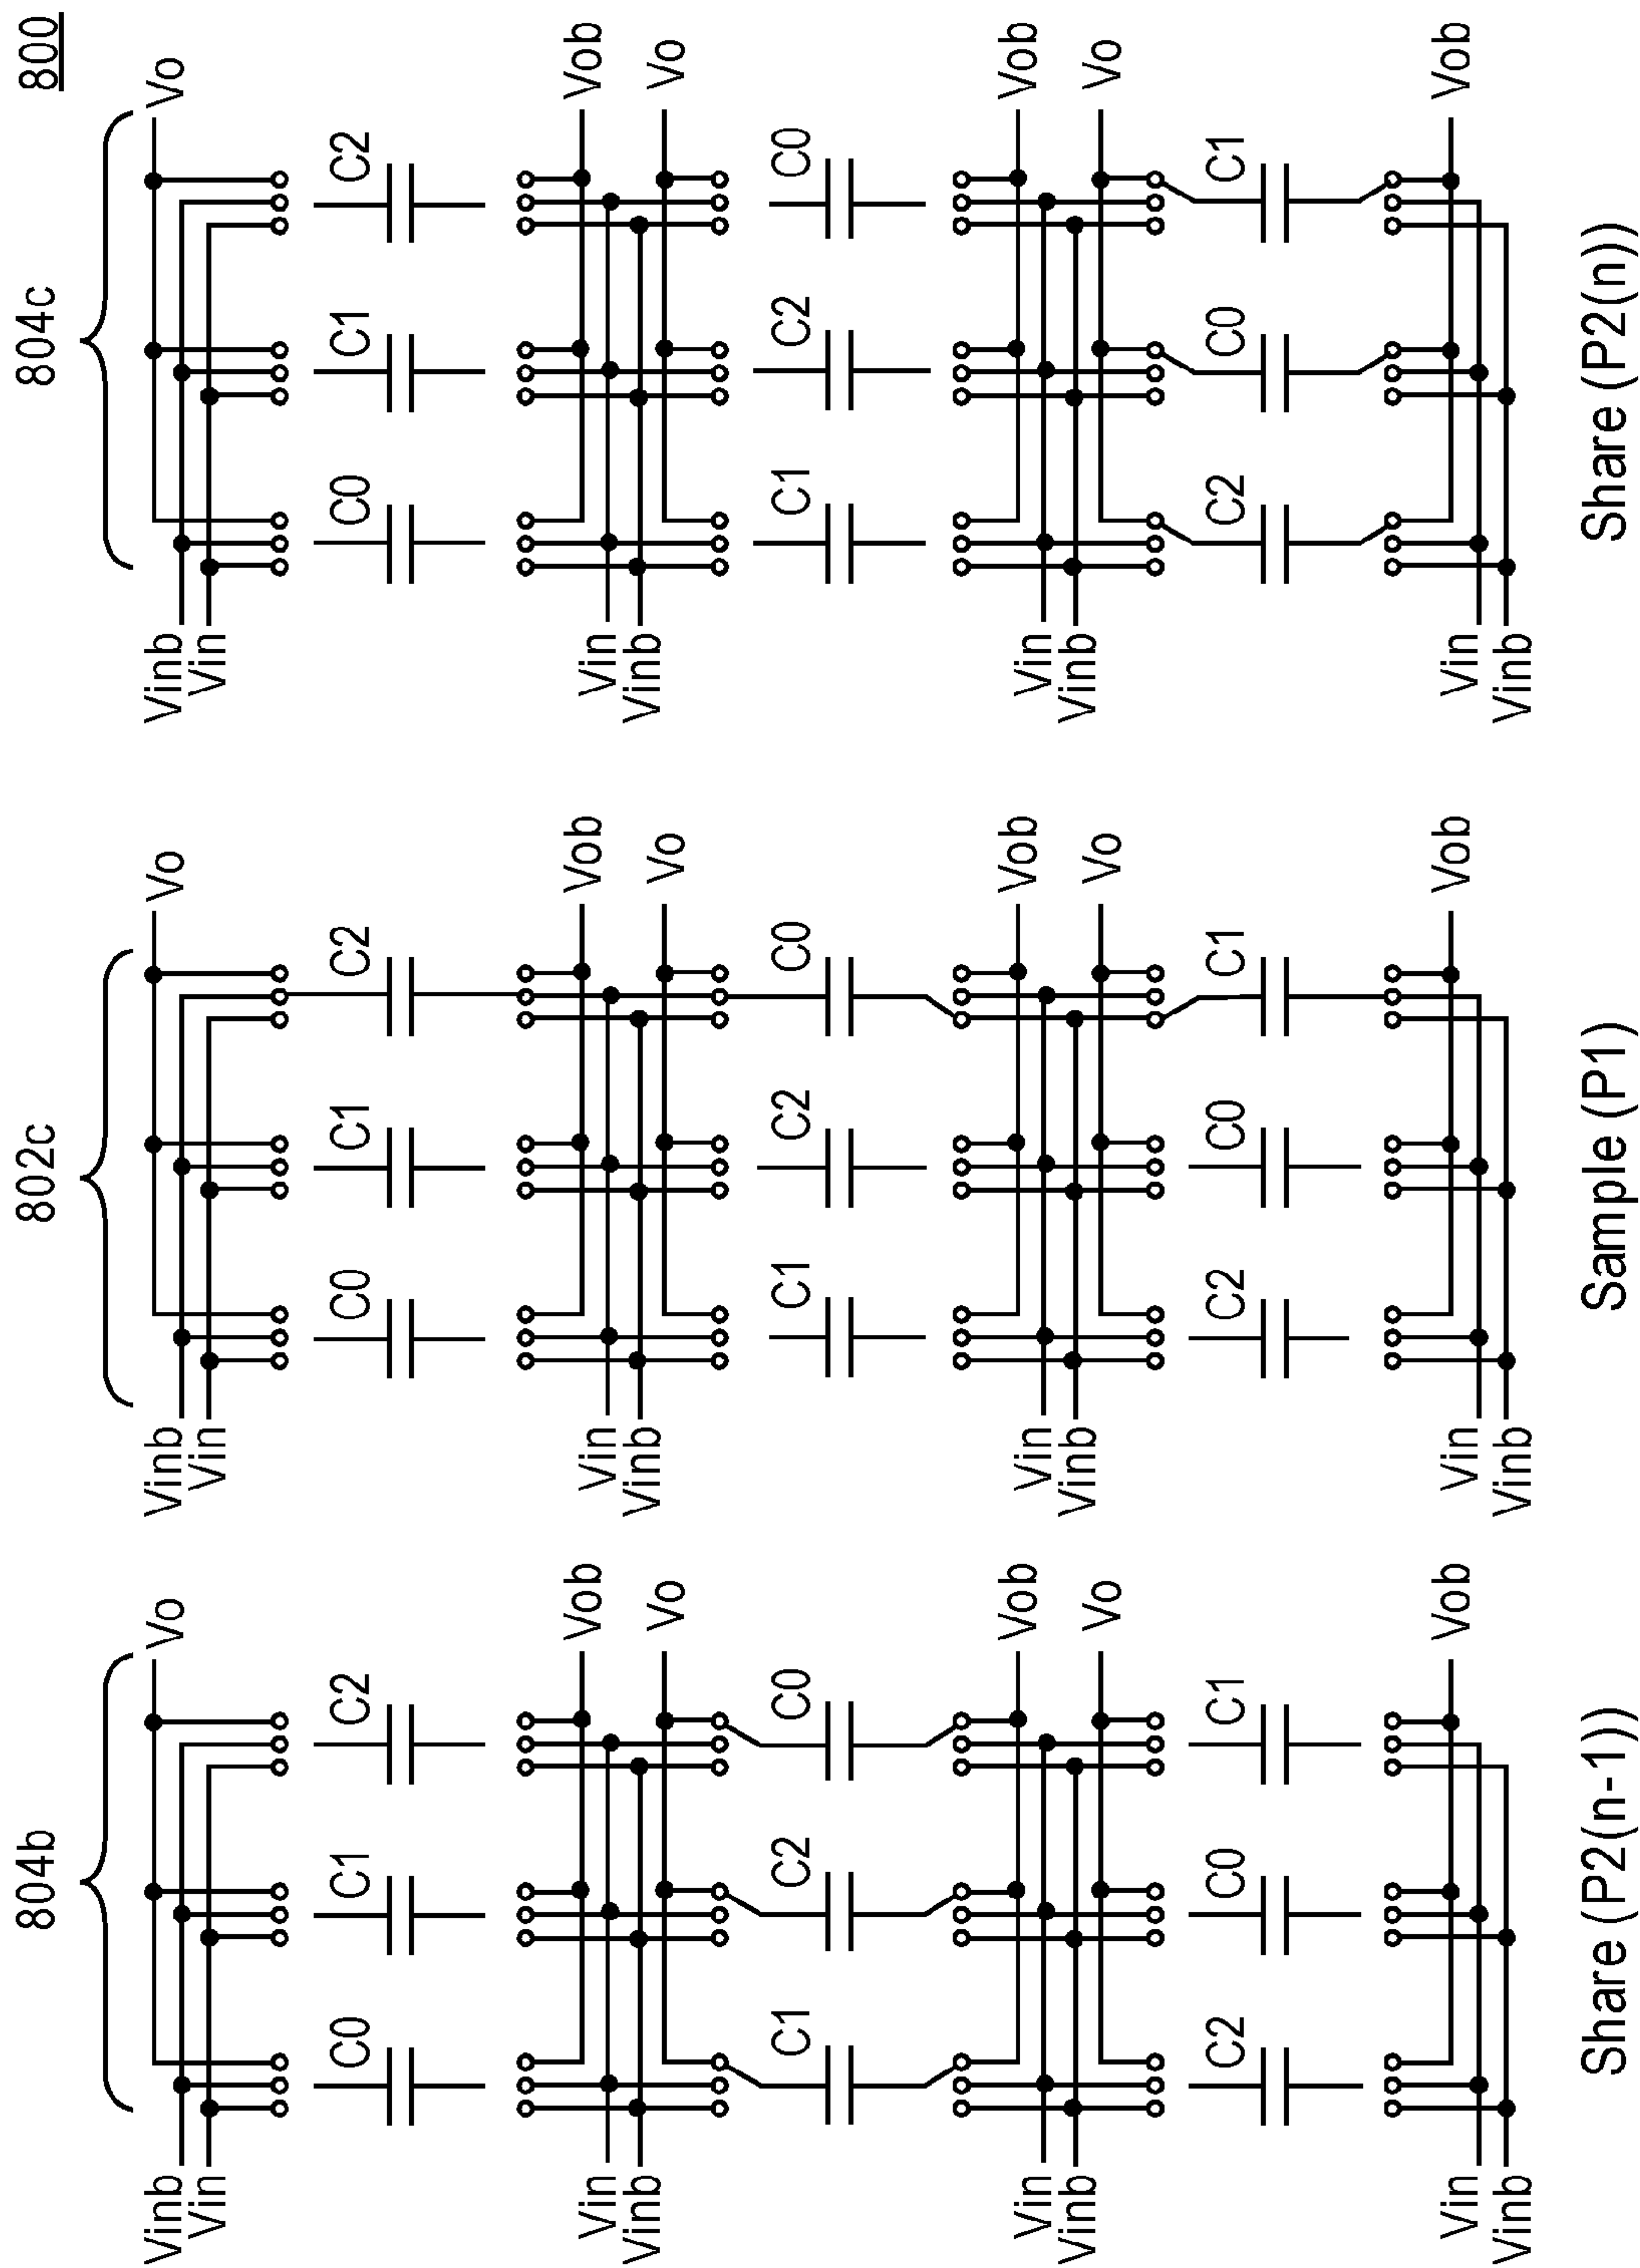 800
804b 802c 804c
Vinb Vo Vinb Vo Vinb Vo
Vin Vin Vin
C0 C1 C2 C0 C1 C2 C0 C1 C2
Vin Vob Vin Vob Vin Vob
Vinb Vo Vinb Vo Vinb Vo
C1 C2 C0 C1 C2 C0 C1 C2 C0
Vin Vob Vin Vob Vin Vob
Vinb Vo Vinb Vo Vinb Vo
C2 C0 C1 C2 C0 C1 C2 C0 C1
Vin Vob Vin Vob Vin Vob
Vinb Vinb Vinb
Share (P2(n-1)) Sample (P1) Share (P2(n))